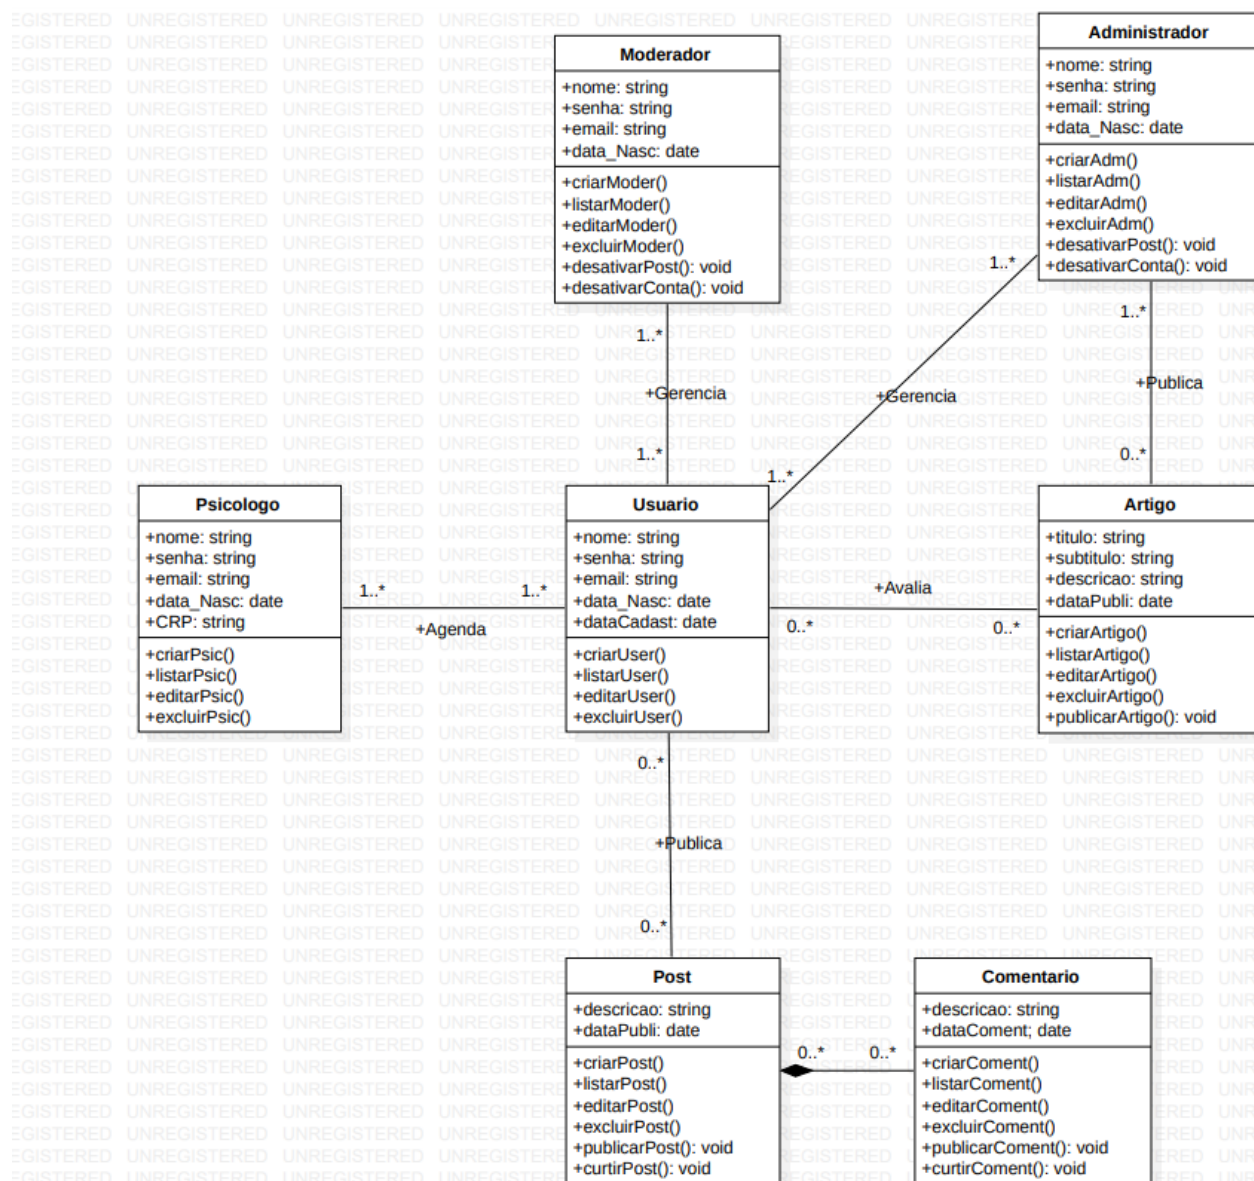 Moderador
+nome: string
+senha: string
+email: string
+data_Nasc: date
+criarModer()
+listarModer()
+editarModer()
+excluirModer()
+desativarPost(): void
+desativarConta(): void
Administrador
+nome: string
+senha: string
+email: string
+data_Nasc: date
+criarAdm()
+listarAdm()
+editarAdm()
+excluirAdm()
+desativarPost(): void
+desativarConta(): void
1..*
+Gerencia
1..*
1..*
+Gerencia
1..*
1..*
+Publica
0..*
Psicologo
+nome: string
+senha: string
+email: string
+data_Nasc: date
+CRP: string
+criarPsic()
+listarPsic()
+editarPsic()
+excluirPsic()
1..*
+Agenda
1..*
Usuario
+nome: string
+senha: string
+email: string
+data_Nasc: date
+dataCadast: date
+criarUser()
+listarUser()
+editarUser()
+excluirUser()
0..*
+Avalia
0..*
Artigo
+titulo: string
+subtitulo: string
+descricao: string
+dataPubli: date
+criarArtigo()
+listarArtigo()
+editarArtigo()
+excluirArtigo()
+publicarArtigo(): void
0..*
+Publica
0..*
Post
+descricao: string
+dataPubli: date
+criarPost()
+listarPost()
+editarPost()
+excluirPost()
+publicarPost(): void
+curtirPost(): void
0..*
0..*
Comentario
+descricao: string
+dataComent; date
+criarComent()
+listarComent()
+editarComent()
+excluirComent()
+publicarComent(): void
+curtirComent(): void
UNREGISTERED